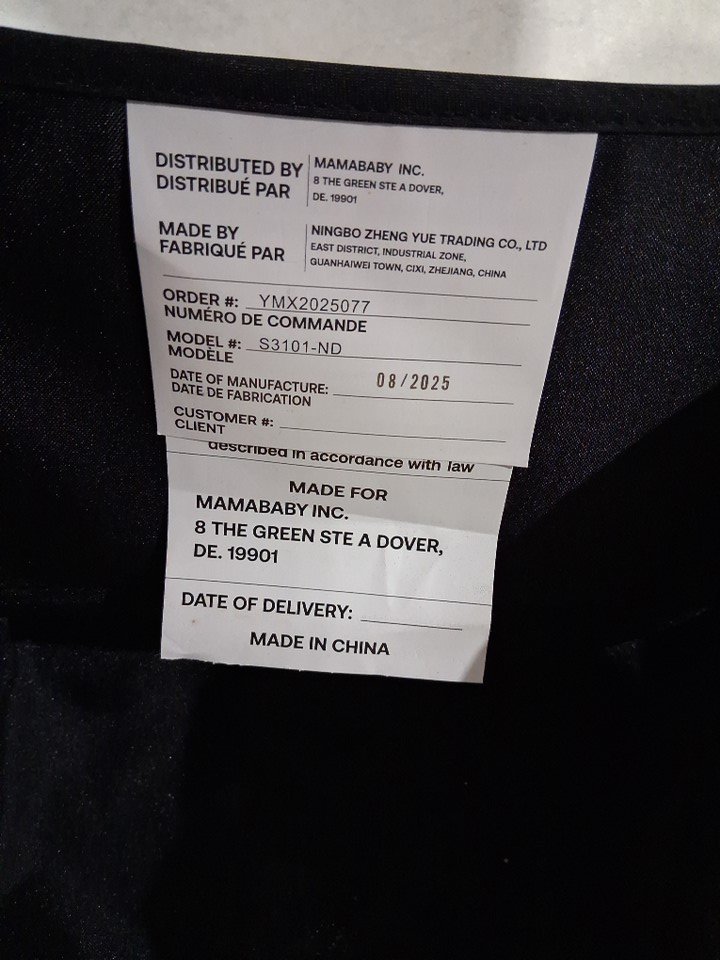 DISTRIBUTED BY
DISTRIBUÉ PAR
MAMABABY INC.
8 THE GREEN STE A DOVER,
DE. 19901
MADE BY
FABRIQUÉ PAR
NINGBO ZHENG YUE TRADING CO., LTD
EAST DISTRICT, INDUSTRIAL ZONE,
GUANHAIWEI TOWN, CIXI, ZHEJIANG, CHINA
ORDER #: YMX2025077
NUMÉRO DE COMMANDE
MODEL #: S3101-ND
MODÈLE
DATE OF MANUFACTURE: 08/2025
DATE DE FABRICATION
CUSTOMER #:
CLIENT
described in accordance with law
MADE FOR
MAMABABY INC.
8 THE GREEN STE A DOVER,
DE. 19901
DATE OF DELIVERY:
MADE IN CHINA